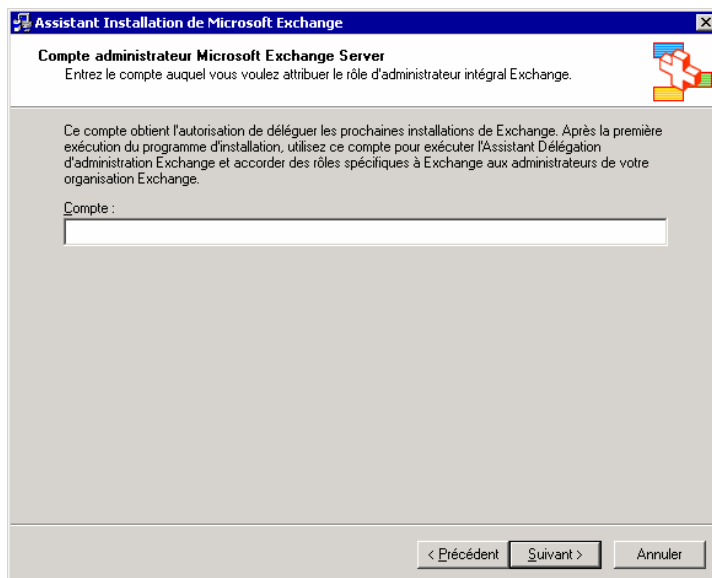 Assistant Installation de Microsoft Exchange
Compte administrateur Microsoft Exchange Server
Entrez le compte auquel vous voulez attribuer le rôle d'administrateur intégral Exchange.
Ce compte obtient l'autorisation de déléguer les prochaines installations de Exchange. Après la première
exécution du programme d'installation, utilisez ce compte pour exécuter l'Assistant Délégation
d'administration Exchange et accorder des rôles spécifiques à Exchange aux administrateurs de votre
organisation Exchange.
Compte :
< Précédent Suivant > Annuler